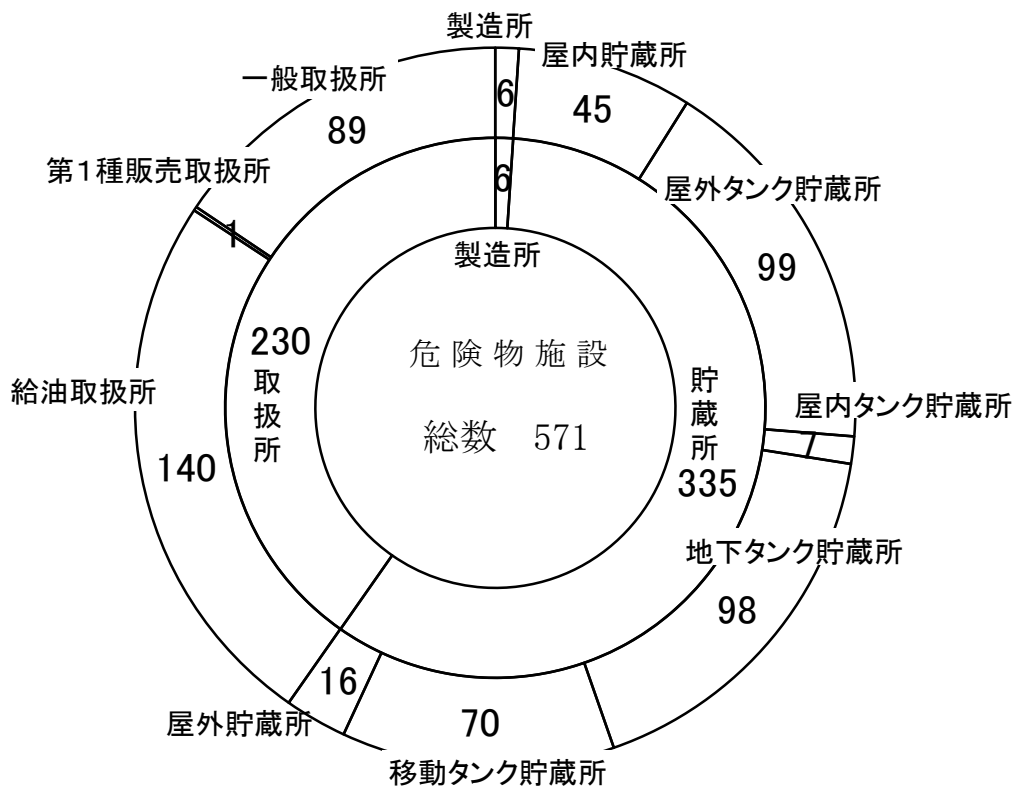 製造所
6
屋内貯蔵所
45
屋外タンク貯蔵所
99
屋内タンク貯蔵所
7
地下タンク貯蔵所
98
移動タンク貯蔵所
70
屋外貯蔵所
16
給油取扱所
140
第1種販売取扱所
1
一般取扱所
89
6
製造所
貯蔵所
335
230
取扱所
危険物施設
総数 571